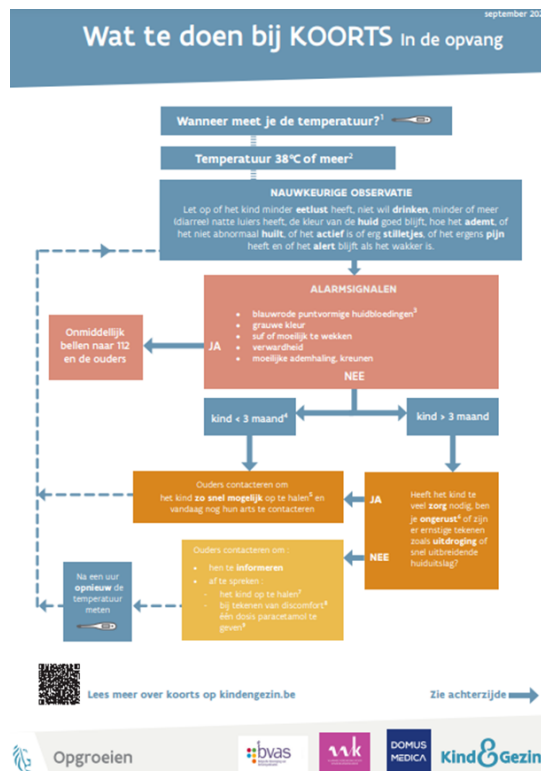 september 202
Wat te doen bij KOORTS In de opvang
Wanneer meet je de temperatuur?¹
Temperatuur 38°C of meer²
NAUWKEURIGE OBSERVATIE
Let op of het kind minder eetlust heeft, niet wil drinken, minder of meer
(diarree) natte luiers heeft, de kleur van de huid goed blijft, hoe het ademt, of
het niet abnormaal huilt, of het actief is of erg stilletjes, of het ergens pijn
heeft en of het alert blijft als het wakker is.
ALARMSIGNALEN
• blauwrode puntvormige huidbloedingen³
• grauwe kleur
• suf of moeilijk te wekken
• verwardheid
• moeilijke ademhaling, kreunen
Onmiddellijk
bellen naar 112
en de ouders
JA
NEE
kind < 3 maand⁴
kind > 3 maand
Ouders contacteren om
het kind zo snel mogelijk op te halen⁵ en
vandaag nog hun arts te contacteren
JA
Heeft het kind te
veel zorg nodig, ben
je ongerust⁶ of zijn
er ernstige tekenen
zoals uitdroging of
snel uitbreidende
huiduitslag?
NEE
Ouders contacteren om :
• hen te informeren
• af te spreken :
- het kind op te halen⁷
- bij tekenen van discomfort⁸
één dosis paracetamol te
geven⁹
Na een uur
opnieuw de
temperatuur
meten
Lees meer over koorts op kindengezin.be
Zie achterzijde
Opgroeien
bvas
vvk
DOMUS
MEDICA
Kind & Gezin